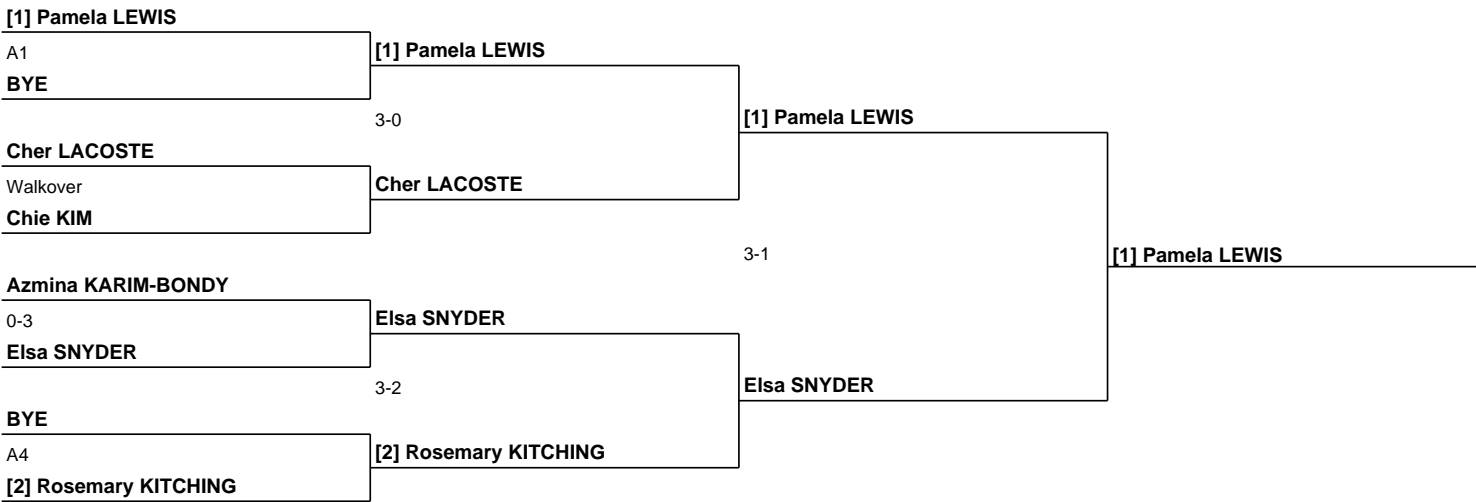 [1] Pamela LEWIS
A1
BYE
Cher LACOSTE
Walkover
Chie KIM
Azmina KARIM-BONDY
0-3
Elsa SNYDER
BYE
A4
[2] Rosemary KITCHING
[1] Pamela LEWIS
3-0
Cher LACOSTE
Elsa SNYDER
3-2
[2] Rosemary KITCHING
[1] Pamela LEWIS
3-1
Elsa SNYDER
[1] Pamela LEWIS